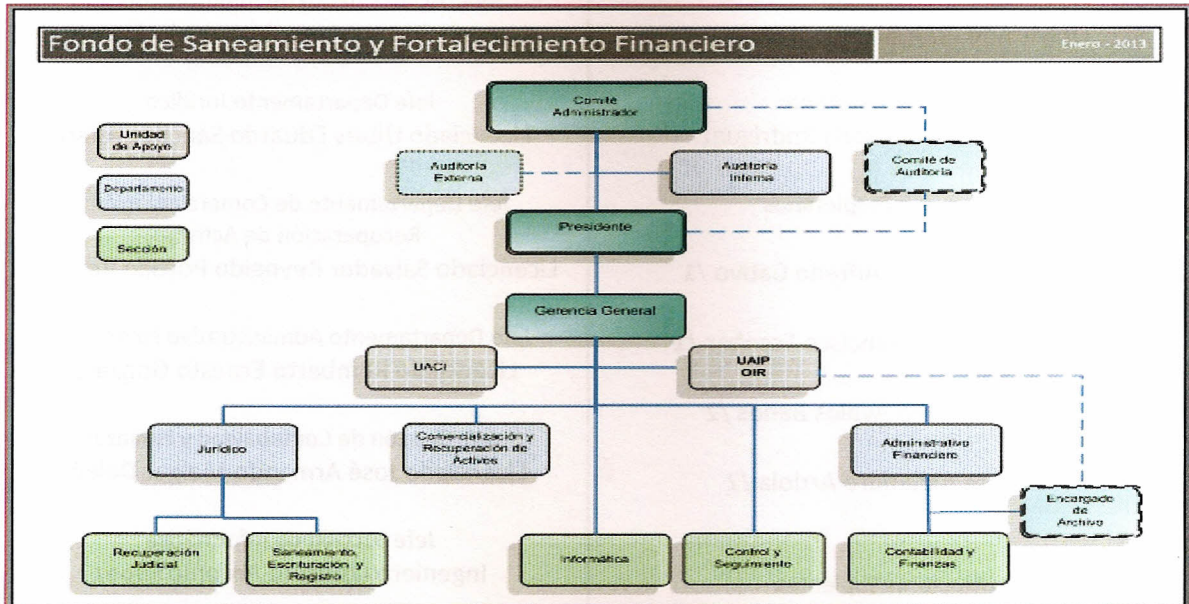 Fondo de Saneamiento y Fortalecimiento Financiero
Enero - 2013
Comité
Administrador
Unidad
de Apoyo
Departamento
Sección
Auditoría
Externa
Auditoría
Interna
Comité de
Auditoría
Presidente
Gerencia General
UACI
UAIP
OIR
Jurídico
Comercialización y
Recuperación de
Activos
Administrativo
Financiero
Encargado
de
Archivo
Recuperación
Judicial
Saneamiento,
Escrituración y
Registro
Informática
Control y
Seguimiento
Contabilidad y
Finanzas